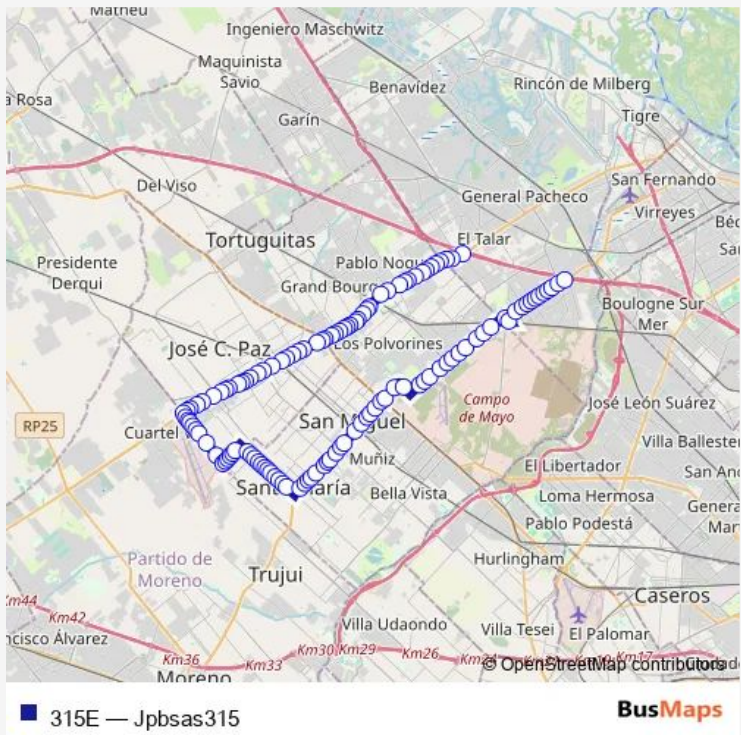 Matheu
Ingeniero Maschwitz
Maquinista
Savio
Benavídez
Rincón de Milberg
a Rosa
Garín
Tigre
Del Viso
San Fernando
General Pacheco
Virreyes
Tortuguitas
El Talar
Presidente
Derqui
Pablo Nogu
Grand Bourg
Boulogne Sur
Mer
José C. Paz
Los Polvorines
Campo
de Mayo
José León Suárez
RP25
Cuartel
San Miguel
Villa Ballester
Muñiz
El Libertador
Santa María
Bella Vista
Loma Hermosa
Pablo Podestá
Partido de
Moreno
Hurlingham
Trujui
Caseros
Km44
Km42
Villa Udaondo
Villa Tesei
El Palomar
ncisco Álvarez
Km36
Km33
Km30
Km29
Km26
Moreno
© OpenStreetMap contributors
315E — Jpbsas315
BusMaps